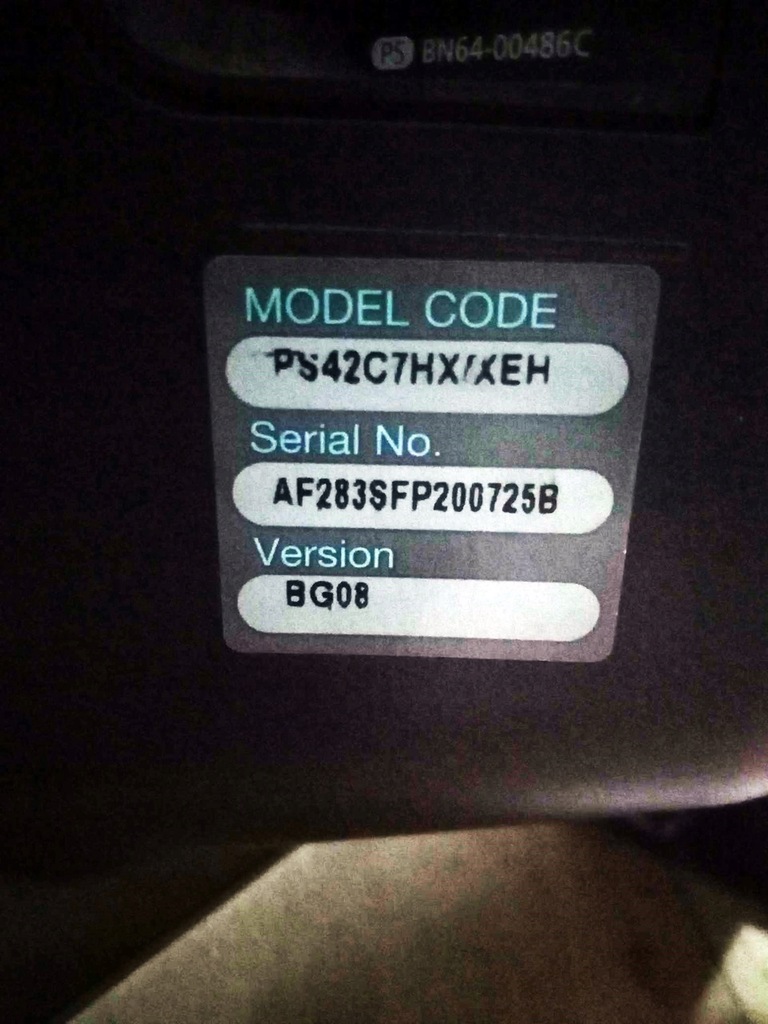 PS BN64-00486C
MODEL CODE
PS42C7HX/XEH
Serial No.
AF283SFP200725B
Version
BG08